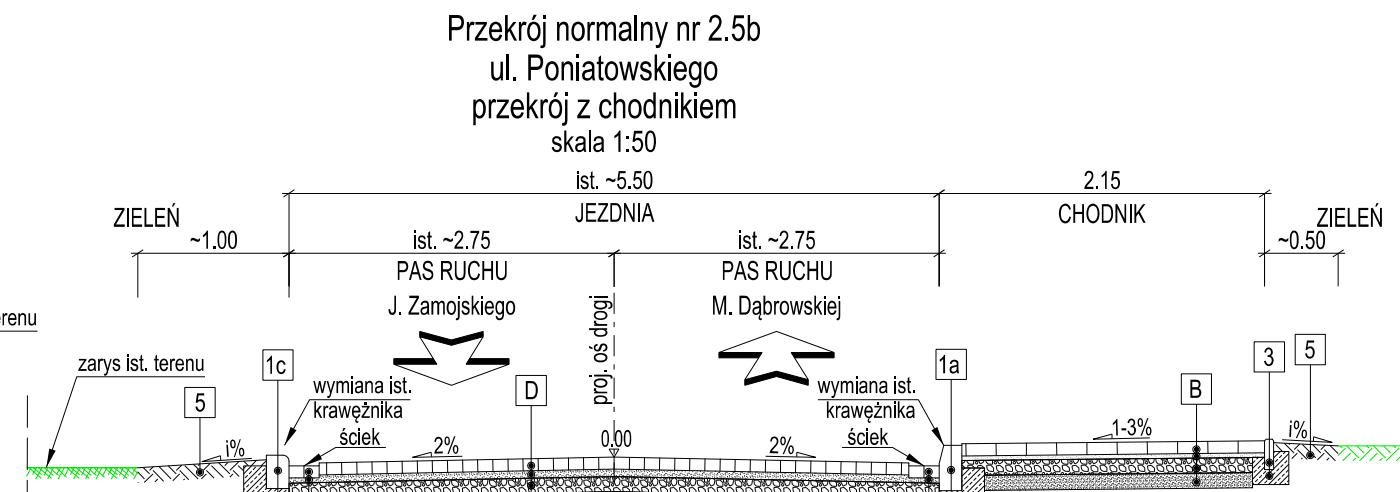 Przekrój normalny nr 2.5b
ul. Poniatowskiego
przekrój z chodnikiem
skala 1:50
ist. ~5.50
2.15
ZIELEŃ
JEZDNIA
CHODNIK
ZIELEŃ
~1.00
ist. ~2.75
ist. ~2.75
~0.50
PAS RUCHU
PAS RUCHU
J. Zamojskiego
M. Dąbrowskiej
proj. oś drogi
zarys ist. terenu
1c
wymiana ist.
krawężnika
ściek
5
D
wymiana ist.
krawężnika
ściek
1a
B
3
5
2%
0.00
2%
1-3%
i%
i%